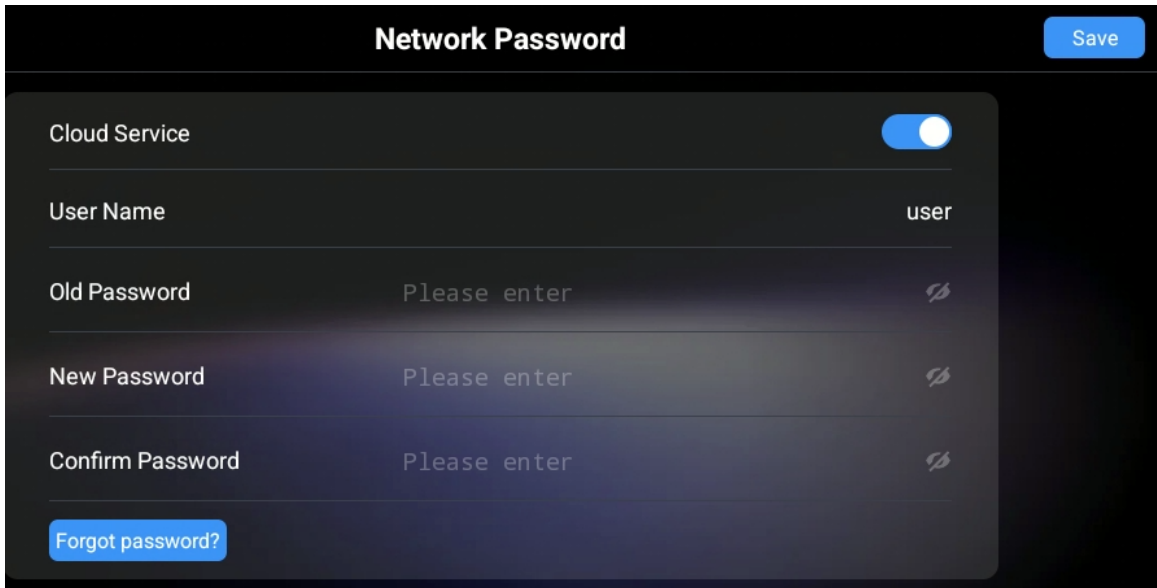 Network Password
Save
Cloud Service
User Name
user
Old Password
Please enter
New Password
Please enter
Confirm Password
Please enter
Forgot password?